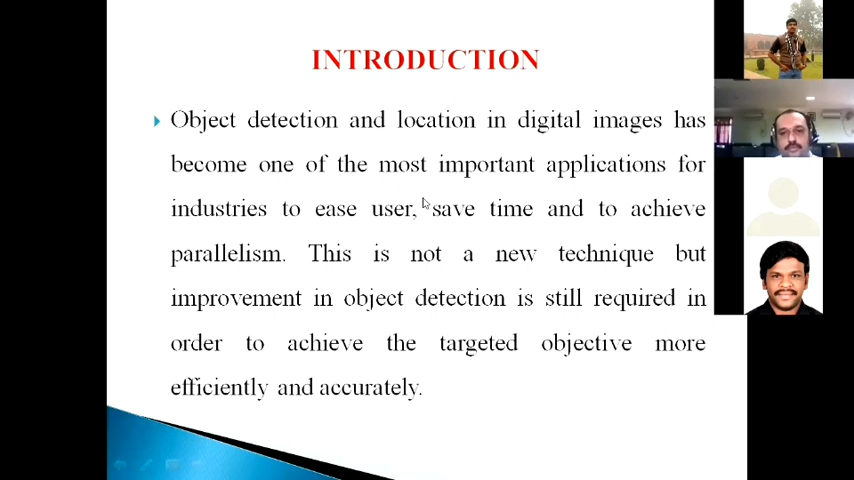 INTRODUCTION
Object detection and location in digital images has
become one of the most important applications for
industries to ease user, save time and to achieve
parallelism. This is not a new technique but
improvement in object detection is still required in
order to achieve the targeted objective more
efficiently and accurately.